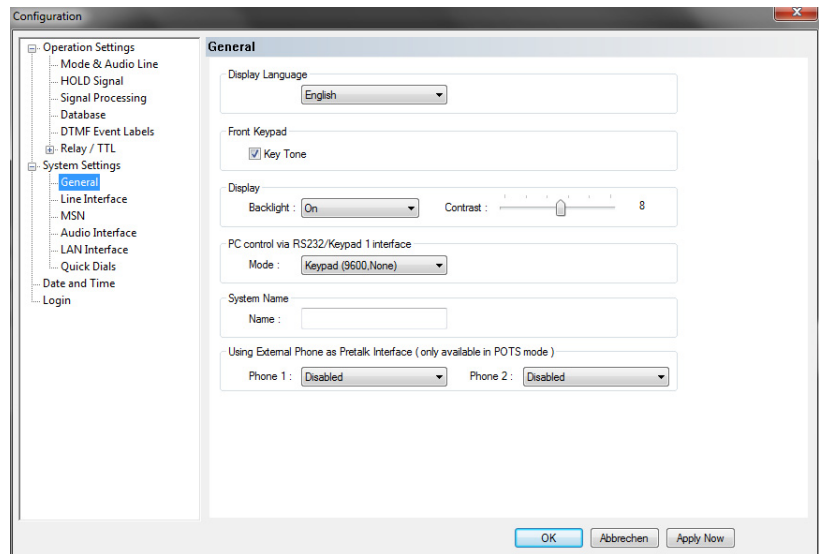 Configuration
Operation Settings
Mode & Audio Line
HOLD Signal
Signal Processing
Database
DTMF Event Labels
Relay / TTL
System Settings
General
Line Interface
MSN
Audio Interface
LAN Interface
Quick Dials
Date and Time
Login
General
Display Language
English
Front Keypad
Key Tone
Display
Backlight : On Contrast : 8
PC control via RS232/Keypad 1 interface
Mode : Keypad (9600,None)
System Name
Name :
Using External Phone as Pretalk Interface ( only available in POTS mode )
Phone 1 : Disabled Phone 2 : Disabled
OK Abbrechen Apply Now